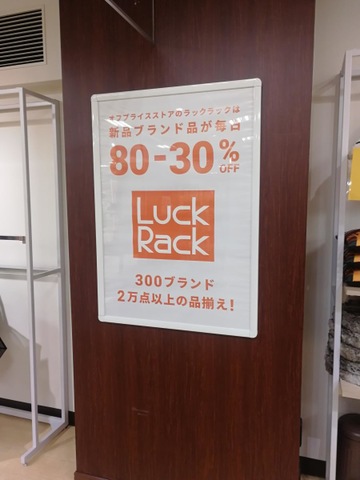 オフプライスストアのラックラックは
新品ブランド品が毎日
80-30%
OFF
Luck
Rack
300ブランド
2万点以上の品揃え!